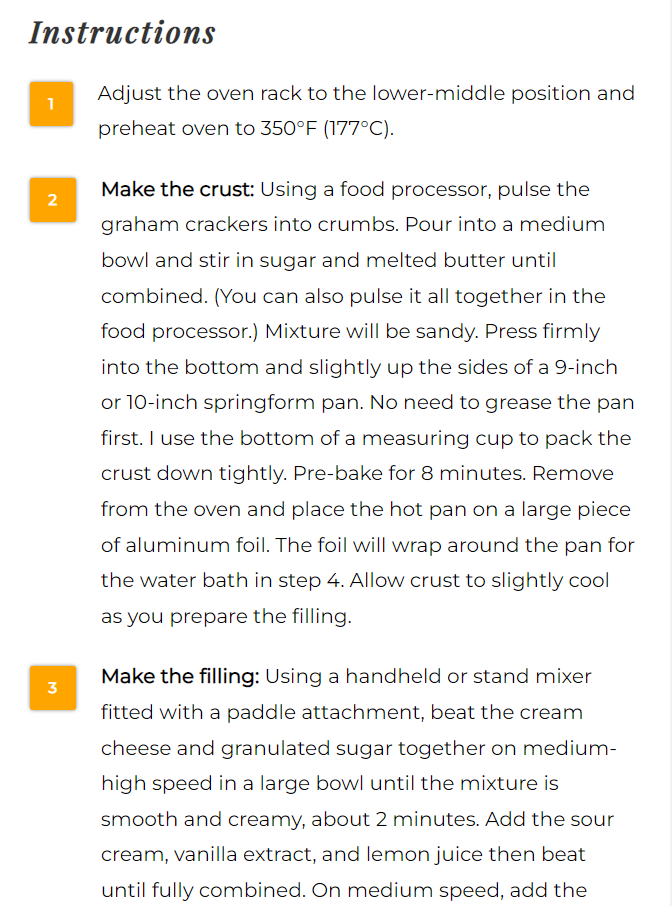 Instructions
1
Adjust the oven rack to the lower-middle position and
preheat oven to 350°F (177°C).
2
Make the crust: Using a food processor, pulse the
graham crackers into crumbs. Pour into a medium
bowl and stir in sugar and melted butter until
combined. (You can also pulse it all together in the
food processor.) Mixture will be sandy. Press firmly
into the bottom and slightly up the sides of a 9-inch
or 10-inch springform pan. No need to grease the pan
first. I use the bottom of a measuring cup to pack the
crust down tightly. Pre-bake for 8 minutes. Remove
from the oven and place the hot pan on a large piece
of aluminum foil. The foil will wrap around the pan for
the water bath in step 4. Allow crust to slightly cool
as you prepare the filling.
3
Make the filling: Using a handheld or stand mixer
fitted with a paddle attachment, beat the cream
cheese and granulated sugar together on medium-
high speed in a large bowl until the mixture is
smooth and creamy, about 2 minutes. Add the sour
cream, vanilla extract, and lemon juice then beat
until fully combined. On medium speed, add the